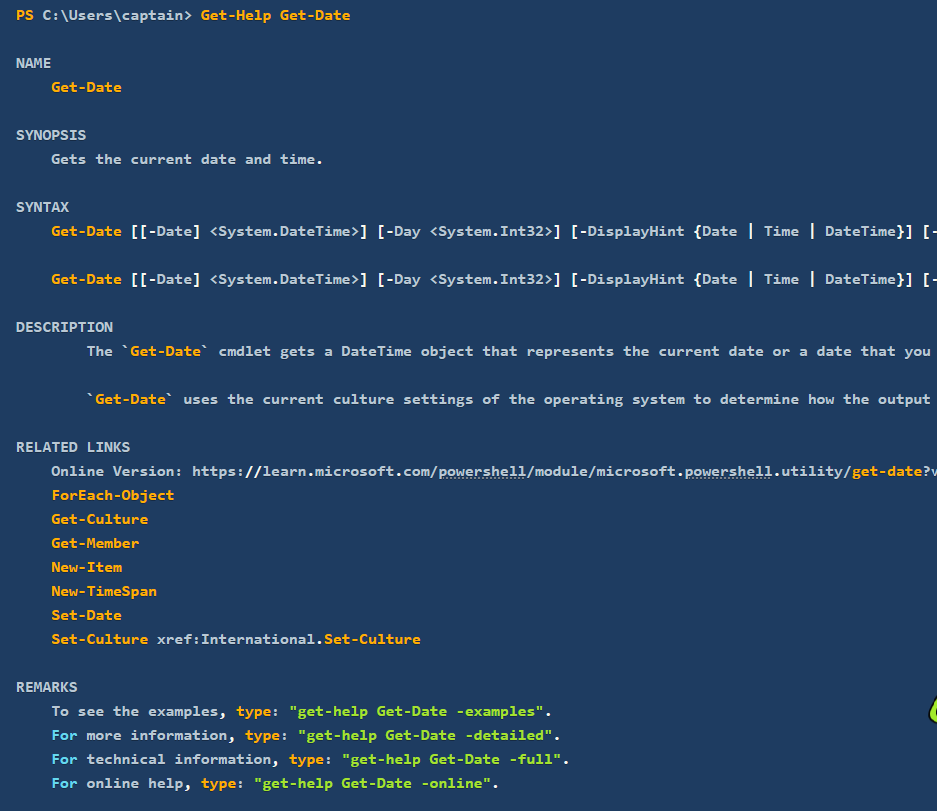 PS C:\Users\captain> Get-Help Get-Date
NAME
Get-Date
SYNOPSIS
Gets the current date and time.
SYNTAX
Get-Date [[-Date] <System.DateTime>] [-Day <System.Int32>] [-DisplayHint {Date | Time | DateTime}] [-
Get-Date [[-Date] <System.DateTime>] [-Day <System.Int32>] [-DisplayHint {Date | Time | DateTime}] [-
DESCRIPTION
The `Get-Date` cmdlet gets a DateTime object that represents the current date or a date that you
`Get-Date` uses the current culture settings of the operating system to determine how the output
RELATED LINKS
Online Version: https://learn.microsoft.com/powershell/module/microsoft.powershell.utility/get-date?v
ForEach-Object
Get-Culture
Get-Member
New-Item
New-TimeSpan
Set-Date
Set-Culture xref:International.Set-Culture
REMARKS
To see the examples, type: "get-help Get-Date -examples".
For more information, type: "get-help Get-Date -detailed".
For technical information, type: "get-help Get-Date -full".
For online help, type: "get-help Get-Date -online".